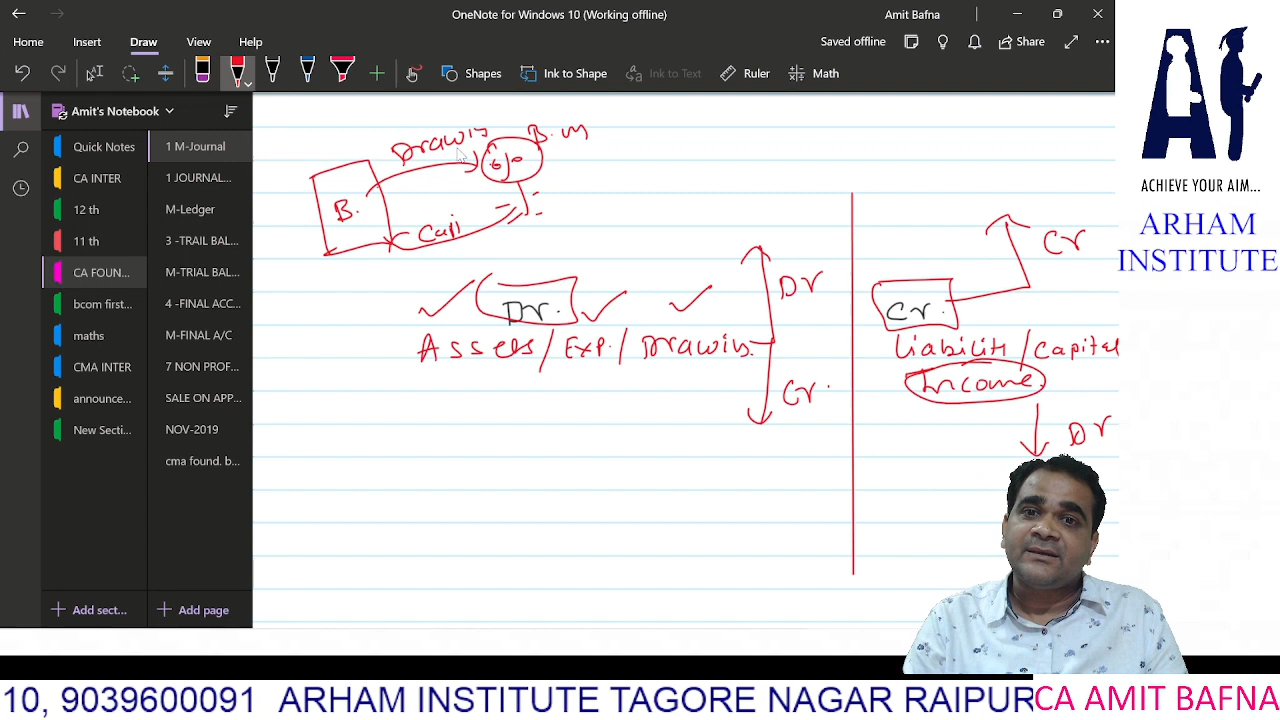 OneNote for Windows 10 (Working offline)
Amit Bafna
Home Insert Draw View Help
Saved offline
Share
Shapes
Ink to Shape
Ink to Text
Ruler
Math
Amit's Notebook
Quick Notes
CA INTER
12 th
11 th
CA FOUN...
bcom first...
maths
CMA INTER
announce...
New Secti...
Add sect...
1 M-Journal
1 JOURNAL...
M-Ledger
3 -TRAIL BAL...
M-TRIAL BAL...
4 -FINAL ACC...
M-FINAL A/C
7 NON PROF...
SALE ON APP...
NOV-2019
cma found. b...
Add page
B. M
B.
Dr
Cr
Dr.
Cr.
Assets/ Exp./
Capital
Income
Cr.
Dr
ACHIEVE YOUR AIM...
ARHAM
INSTITUTE
10, 9039600091 ARHAM INSTITUTE TAGORE NAGAR RAIPUR
CA AMIT BAFNA